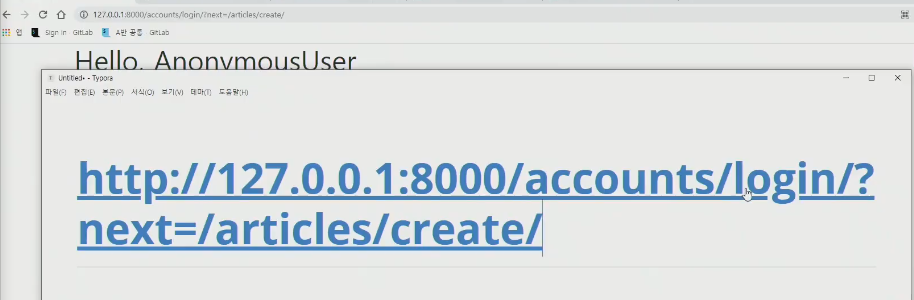 127.0.0.1:8000/accounts/login/?next=/articles/create/
앱 Sign in · GitLab A반 공통 · GitLab
Hello, AnonymousUser
Untitled• - Typora
파일(F) 편집(E) 본문(P) 서식(O) 보기(V) 테마(T) 도움말(H)
http://127.0.0.1:8000/accounts/login/?
next=/articles/create/